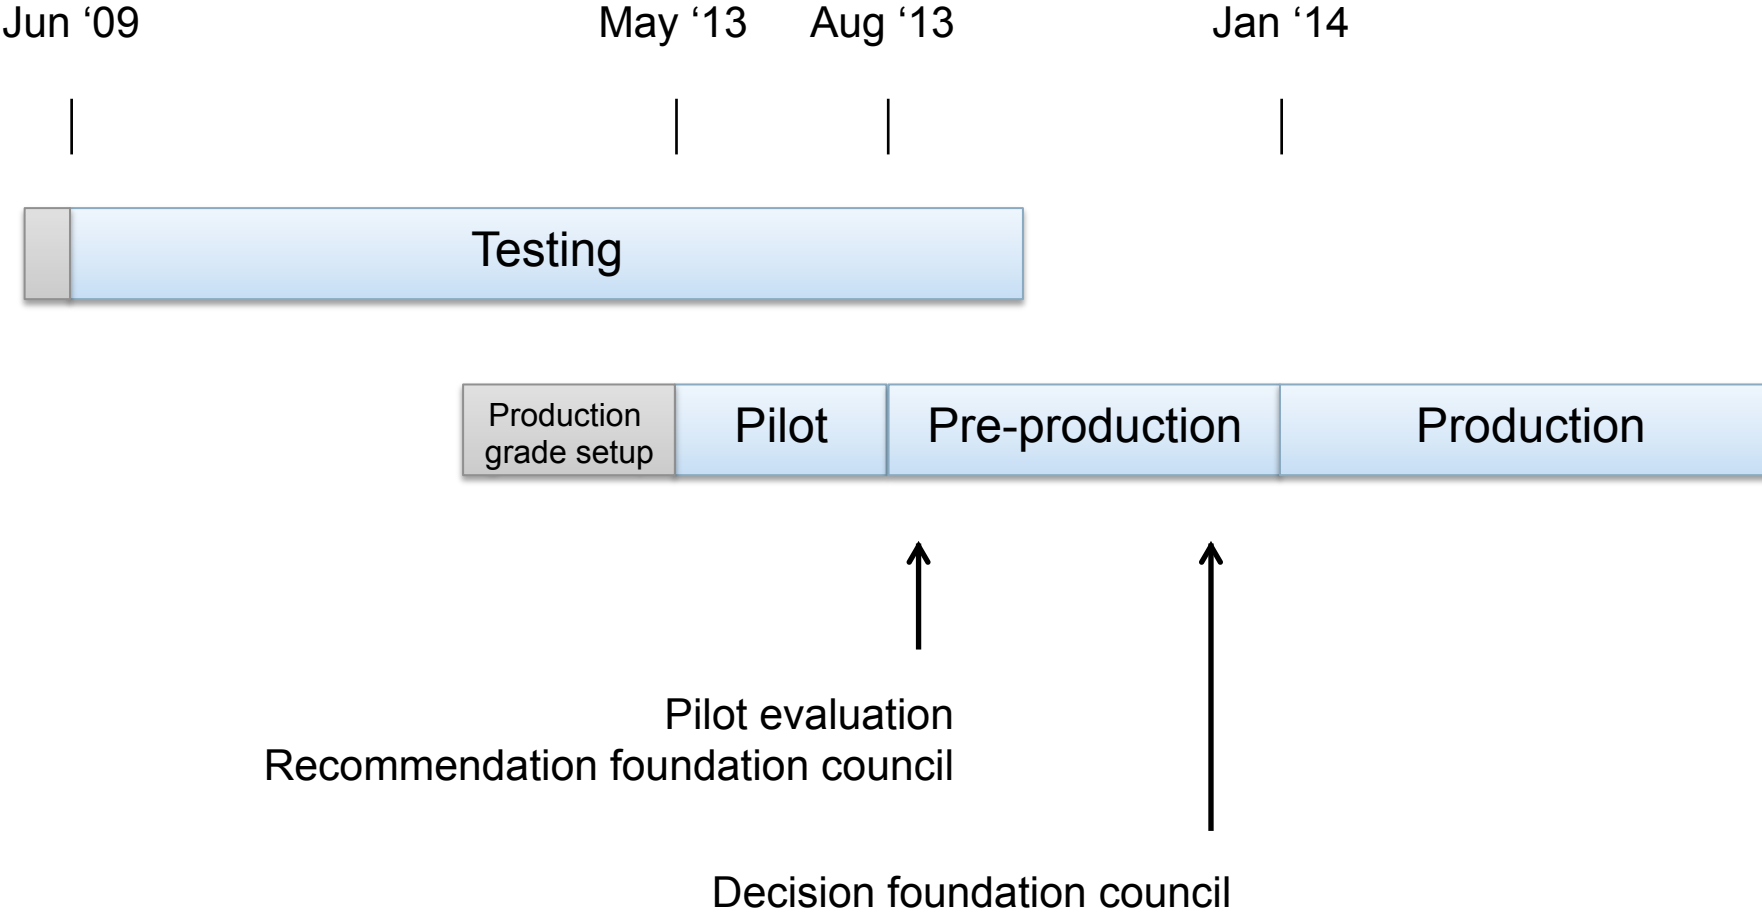 Jun ‘09
May ‘13
Aug ‘13
Jan ‘14
Testing
Production
grade setup
Pilot
Pre-production
Production
Pilot evaluation
Recommendation foundation council
Decision foundation council